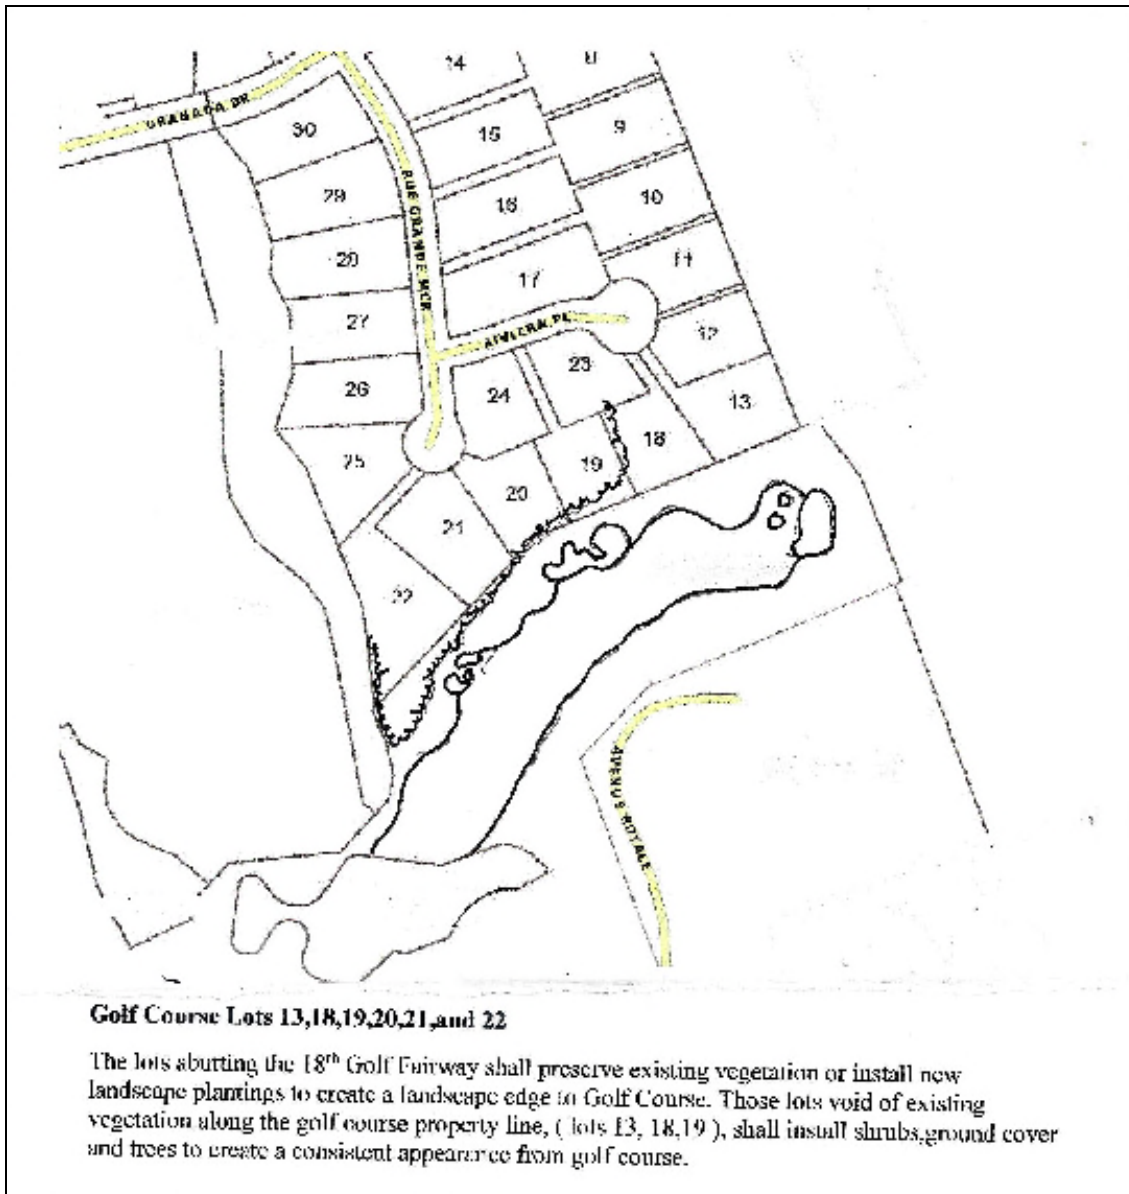 14
8
GRANADA DR
30
15
9
29
RUE GRANDE MER
16
10
28
17
11
27
RIVIERA PL
12
26
24
23
13
25
18
19
20
21
22
AVENUE ROYALE
Golf Course Lots 13,18,19,20,21,and 22
The lots abutting the 18th Golf Fairway shall preserve existing vegetation or install new
landscape plantings to create a landscape edge to Golf Course. Those lots void of existing
vegetation along the golf course property line, ( lots 13, 18,19 ), shall install shrubs,ground cover
and trees to create a consistent appearance from golf course.